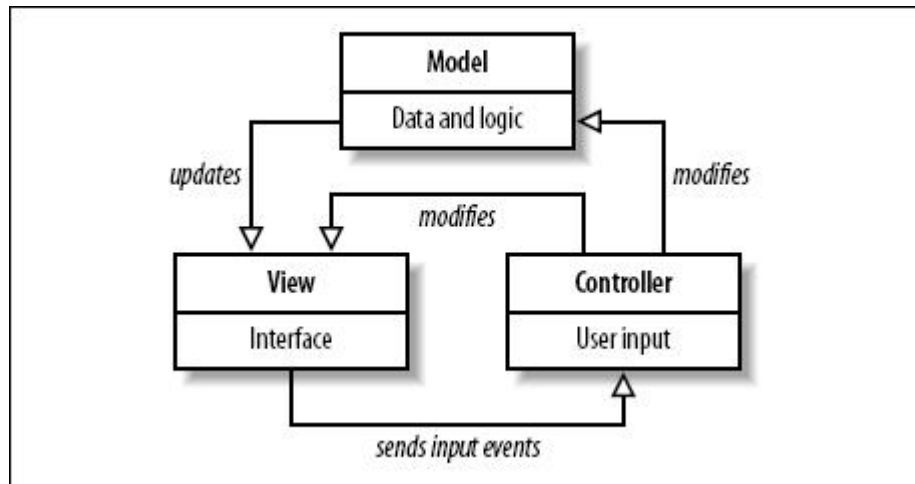 Model
Data and logic
updates
modifies
modifies
View
Interface
Controller
User input
sends input events